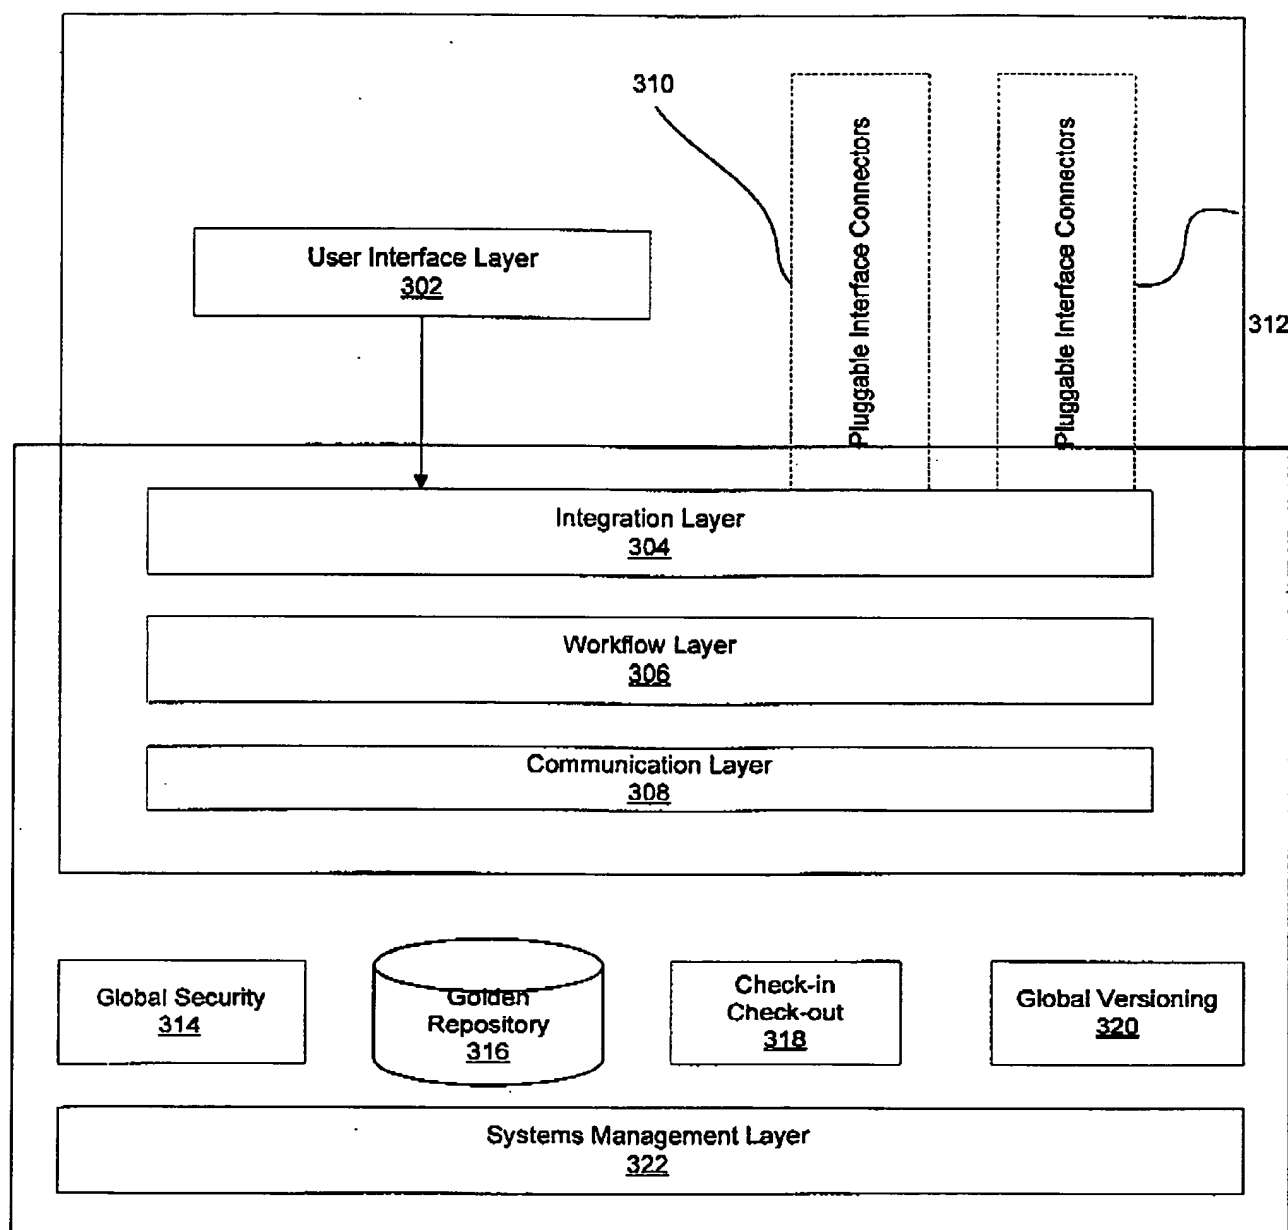 310
Pluggable Interface Connectors
Pluggable Interface Connectors
User Interface Layer
302
312
Integration Layer
304
Workflow Layer
306
Communication Layer
308
Global Security
314
Golden
Repository
316
Check-in
Check-out
318
Global Versioning
320
Systems Management Layer
322